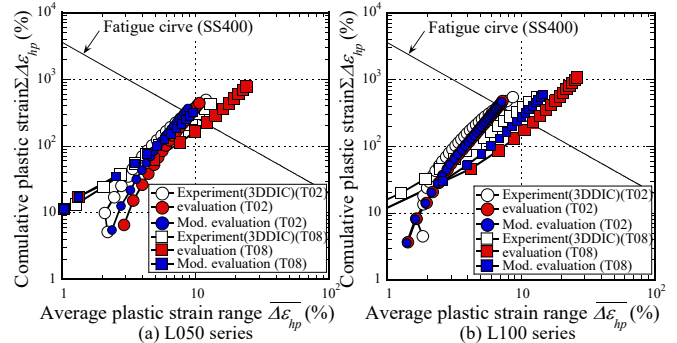 Fatigue cirve (SS400)
Comulative plastic strainΣΔε_hp (%)
10^4
10^3
10^2
10
1
1
10
10^2
Experiment(3DDIC)(T02)
evaluation (T02)
Mod. evaluation (T02)
Experiment(3DDIC)(T08)
evaluation (T08)
Mod. evaluation (T08)
Average plastic strain range Δε_hp (%)
(a) L050 series
Fatigue cirve (SS400)
Comulative plastic strainΣΔε_hp (%)
10^4
10^3
10^2
10
1
1
10
10^2
Experiment(3DDIC)(T02)
evaluation (T02)
Mod. evaluation (T02)
Experiment(3DDIC)(T08)
evaluation (T08)
Mod. evaluation (T08)
Average plastic strain range Δε_hp (%)
(b) L100 series